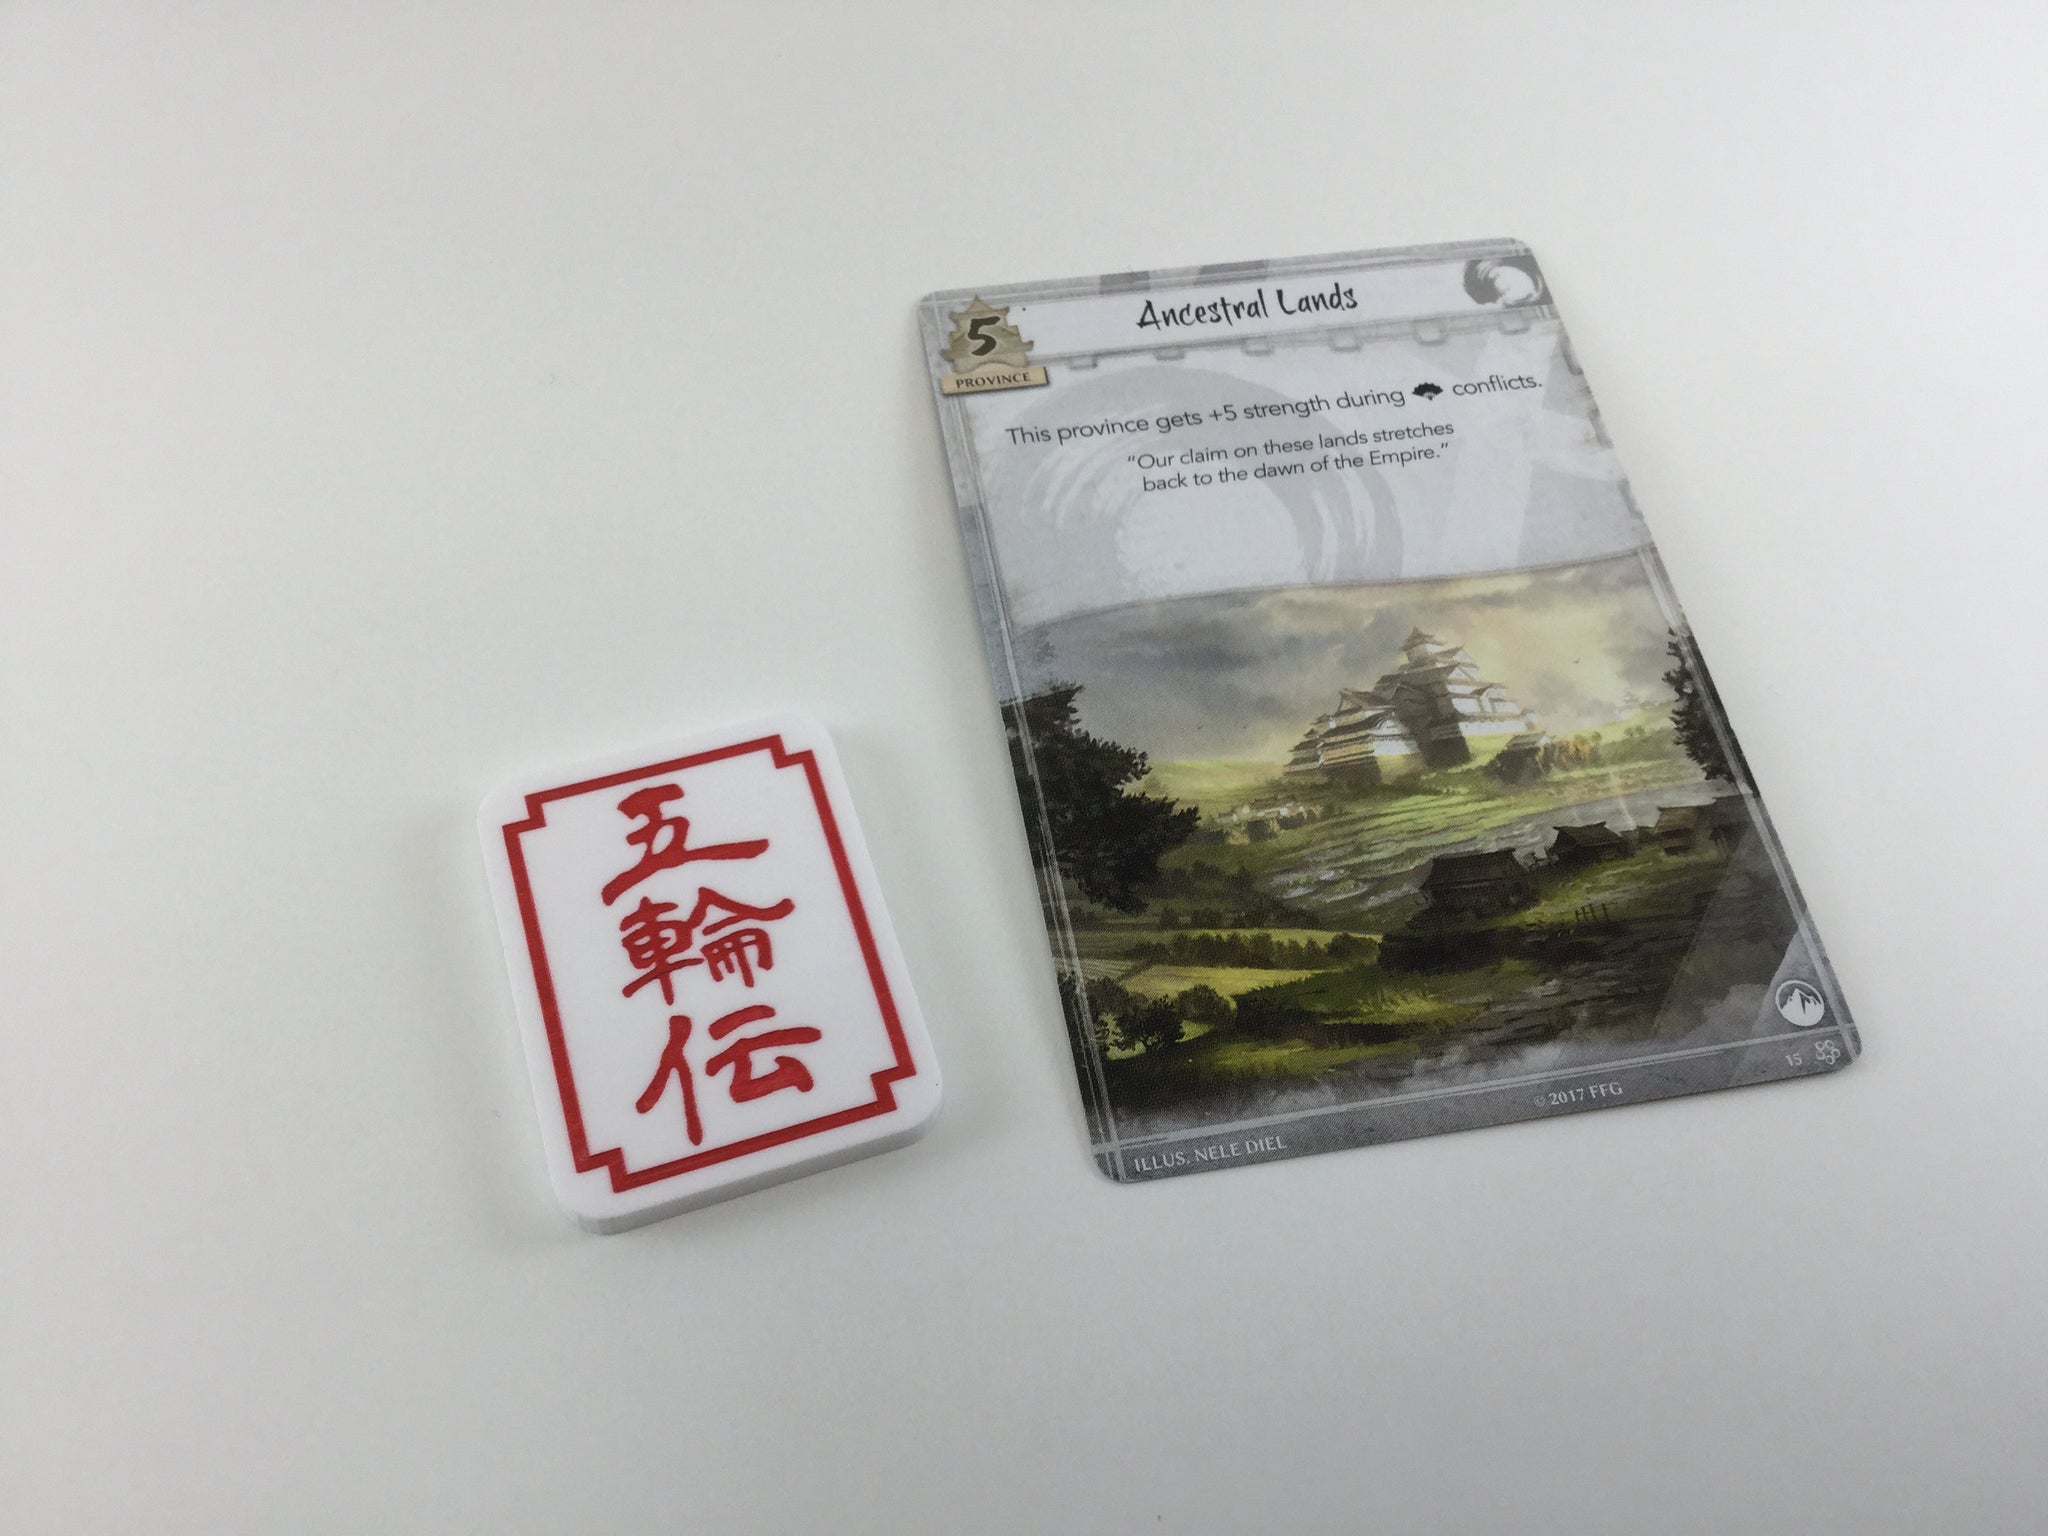 五
輪
伝
Ancestral Lands
5
PROVINCE
This province gets +5 strength during conflicts.
“Our claim on these lands stretches
back to the dawn of the Empire.”
15
© 2017 FFG
ILLUS. NELE DIEL